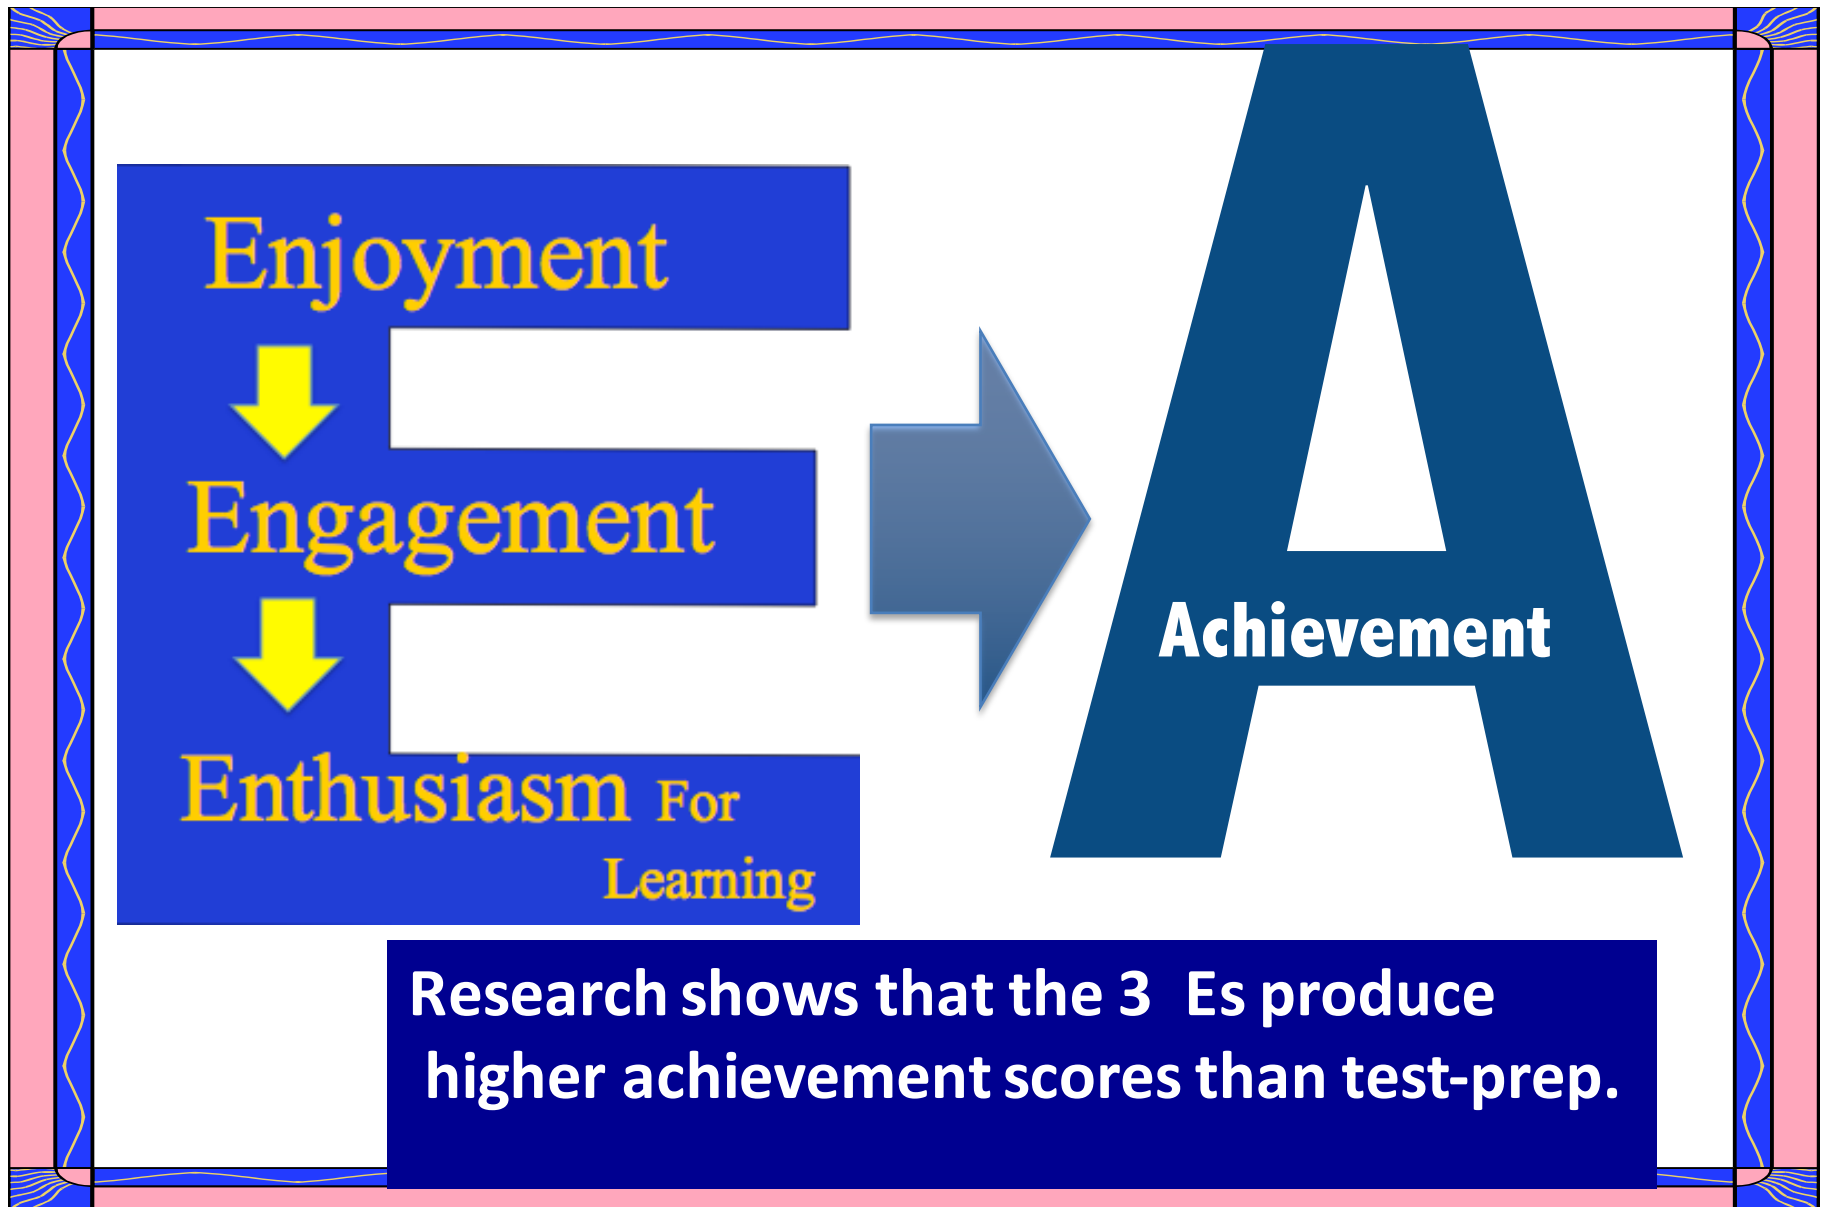 Enjoyment
Engagement
Enthusiasm For
Learning
Achievement
Research shows that the 3 Es produce
higher achievement scores than test-prep.